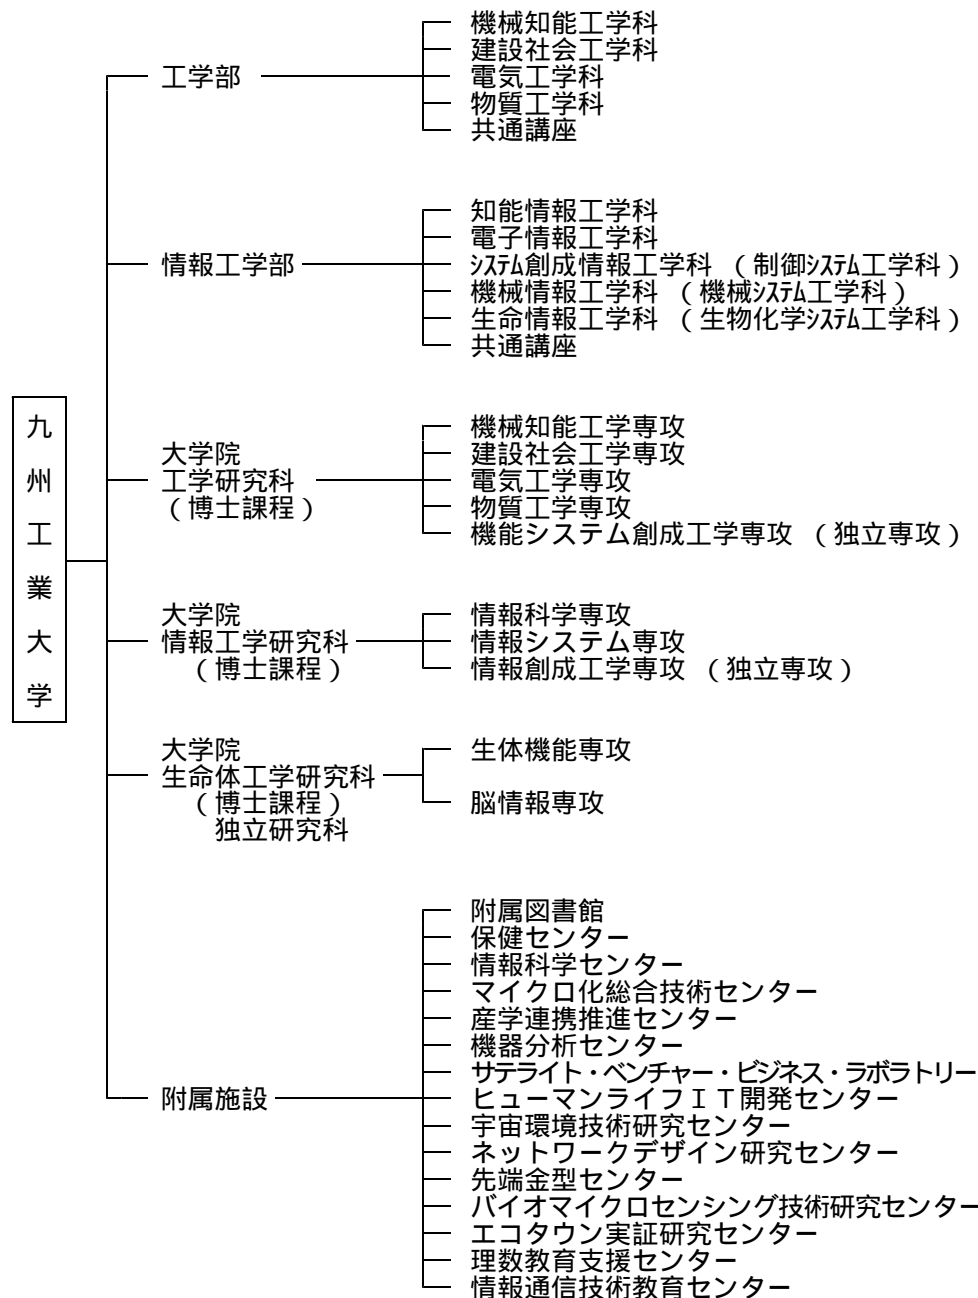 九州工業大学
工学部
機械知能工学科
建設社会工学科
電気工学科
物質工学科
共通講座
情報工学部
知能情報工学科
電子情報工学科
システム創成情報工学科 (制御システム工学科)
機械情報工学科 (機械システム工学科)
生命情報工学科 (生物化学システム工学科)
共通講座
大学院
工学研究科
(博士課程)
機械知能工学専攻
建設社会工学専攻
電気工学専攻
物質工学専攻
機能システム創成工学専攻 (独立専攻)
大学院
情報工学研究科
(博士課程)
情報科学専攻
情報システム専攻
情報創成工学専攻 (独立専攻)
大学院
生命体工学研究科
(博士課程)
独立研究科
生体機能専攻
脳情報専攻
附属施設
附属図書館
保健センター
情報科学センター
マイクロ化総合技術センター
産学連携推進センター
機器分析センター
サテライト・ベンチャー・ビジネス・ラボラトリー
ヒューマンライフIT開発センター
宇宙環境技術研究センター
ネットワークデザイン研究センター
先端金型センター
バイオマイクロセンシング技術研究センター
エコタウン実証研究センター
理数教育支援センター
情報通信技術教育センター